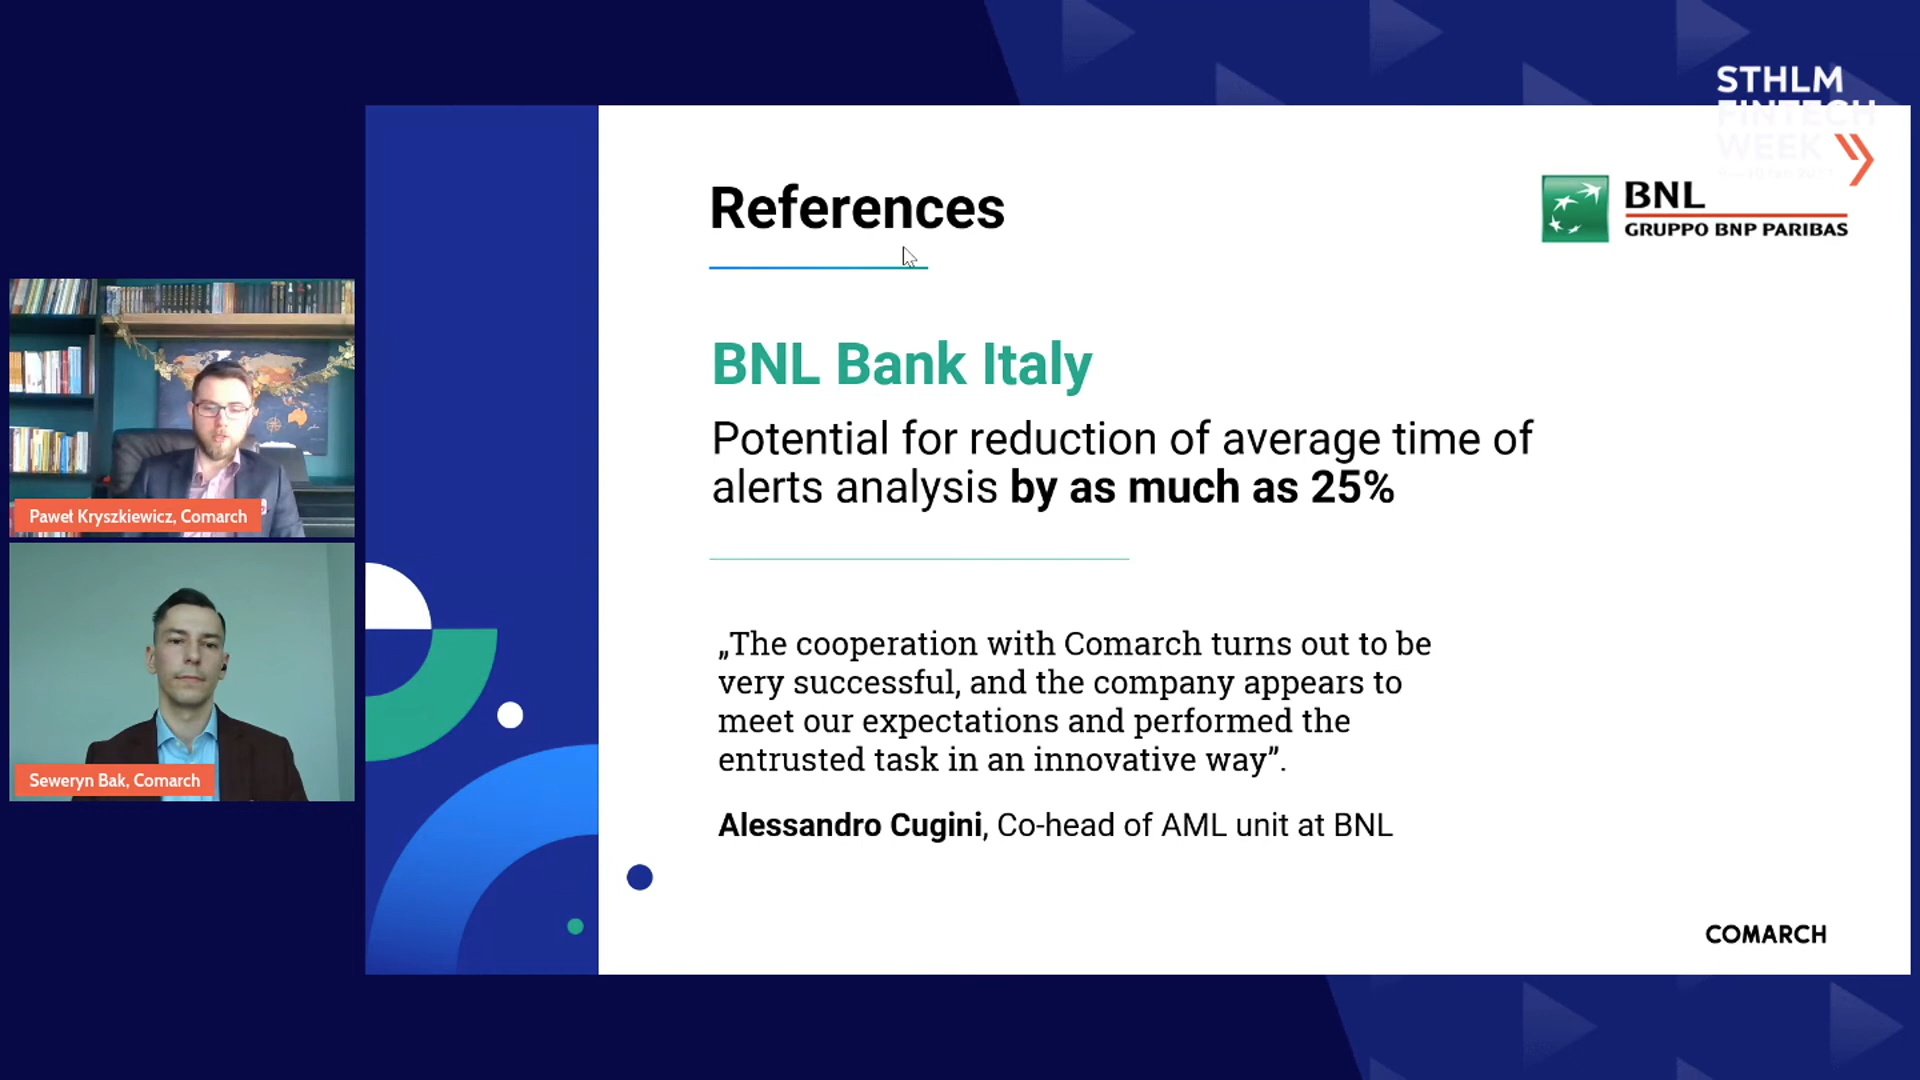 STHLM
FINTECH
WEEK
References
BNL
GRUPPO BNP PARIBAS
BNL Bank Italy
Potential for reduction of average time of
alerts analysis by as much as 25%
„The cooperation with Comarch turns out to be
very successful, and the company appears to
meet our expectations and performed the
entrusted task in an innovative way”.
Alessandro Cugini, Co-head of AML unit at BNL
COMARCH
Paweł Kryszkiewicz, Comarch
Seweryn Bak, Comarch